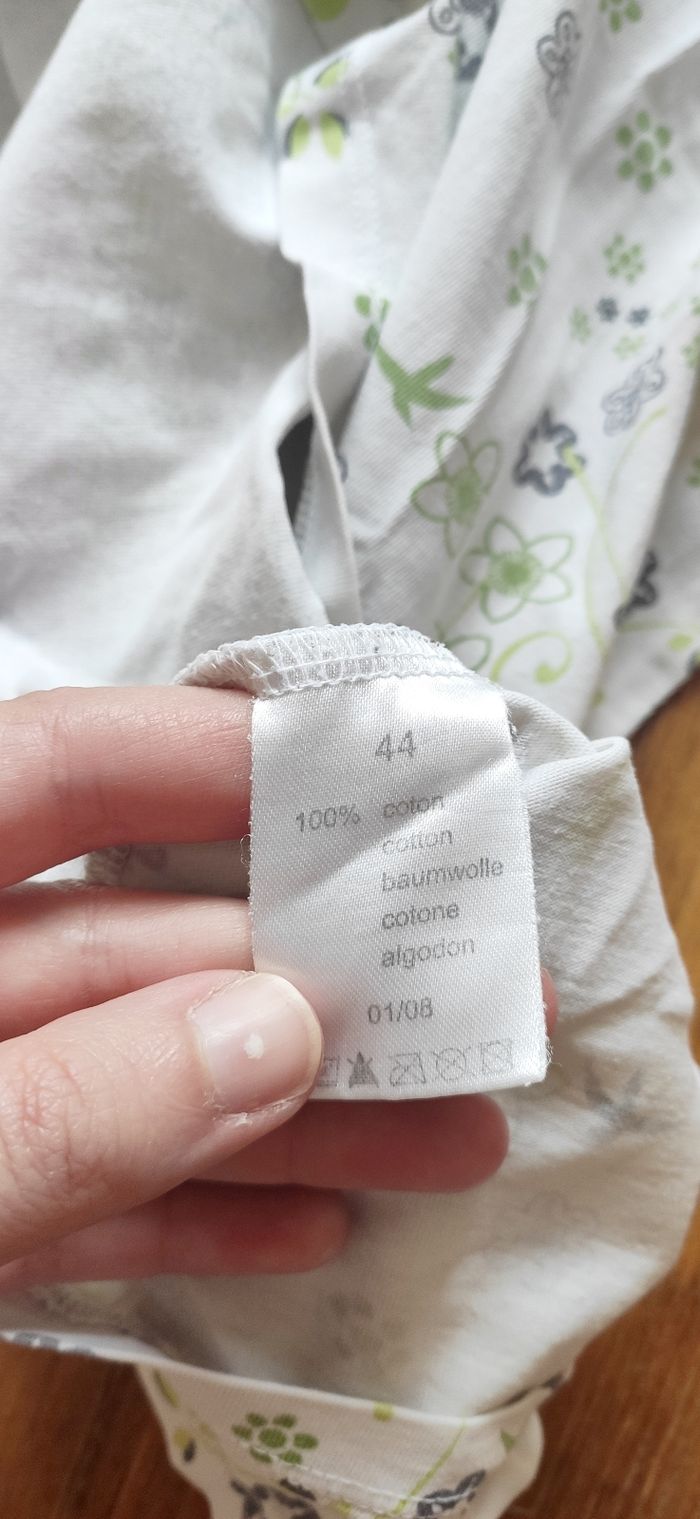 44
100% coton
cotton
baumwolle
cotone
algodon
01/08